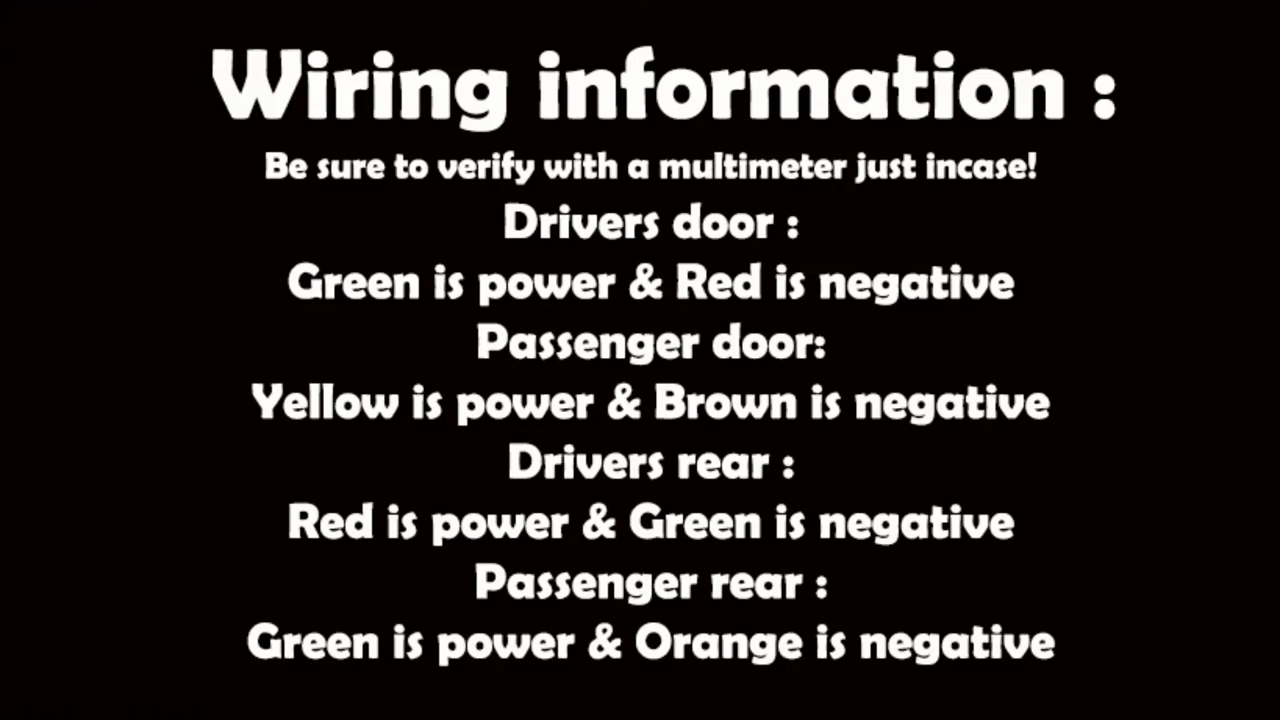 Wiring information :
Be sure to verify with a multimeter just incase!
Drivers door :
Green is power & Red is negative
Passenger door:
Yellow is power & Brown is negative
Drivers rear :
Red is power & Green is negative
Passenger rear :
Green is power & Orange is negative